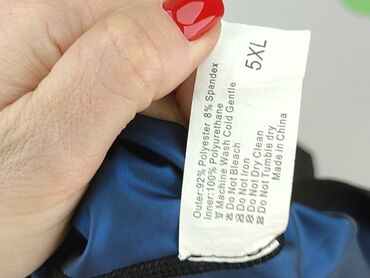 5XL
Outer:92% Polyester 8% Spandex
Inner:100% Polyurethane
Machine Wash Cold Gentle
Do Not Bleach
Do Not Iron
Do Not Dry Clean
Do Not Tumble dry
Made in China